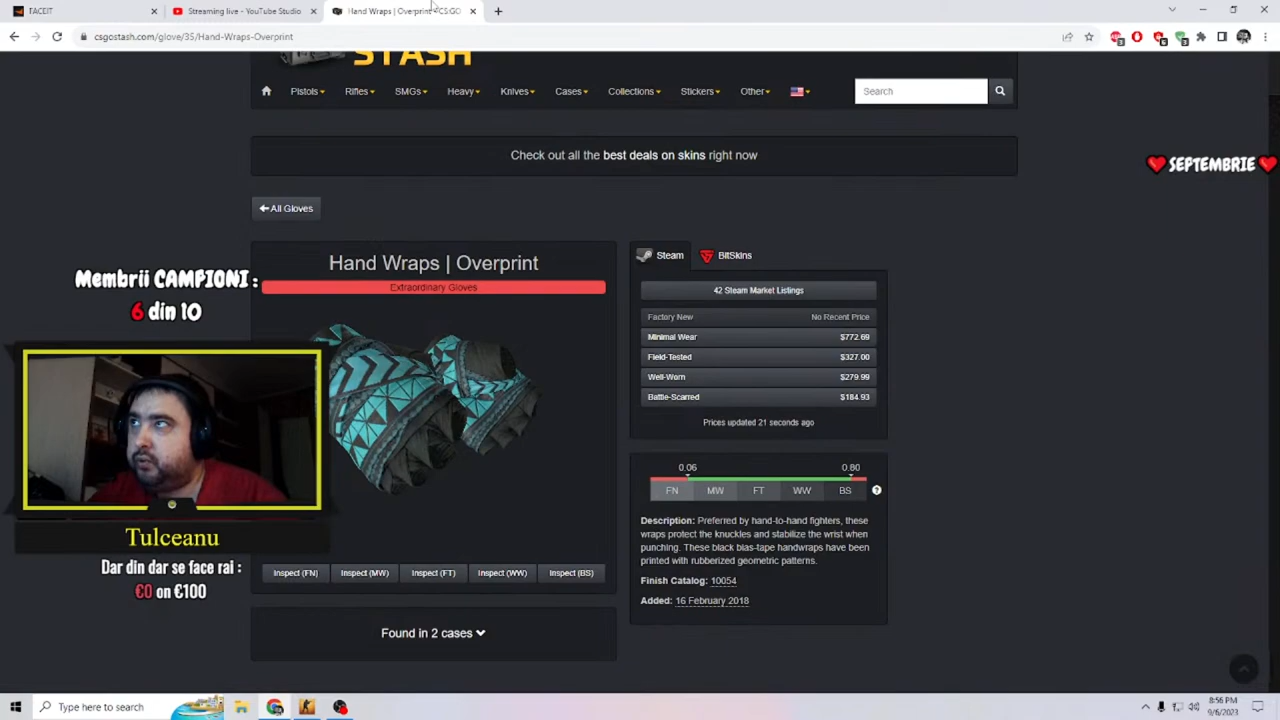 FACEIT
Streaming live - YouTube Studio
Hand Wraps | Overprint - CS:GO
csgostash.com/glove/35/Hand-Wraps-Overprint
STASH
Pistols Rifles SMGs Heavy Knives Cases Collections Stickers Other Search
Check out all the best deals on skins right now
❤ SEPTEMBRIE ❤
All Gloves
Hand Wraps | Overprint
Extraordinary Gloves
Steam BitSkins
42 Steam Market Listings
Factory New No Recent Price
Minimal Wear $772.69
Field-Tested $327.00
Well-Worn $279.99
Battle-Scarred $184.93
Prices updated 21 seconds ago
0.06 0.80
FN MW FT WW BS
Description: Preferred by hand-to-hand fighters, these
wraps protect the knuckles and stabilize the wrist when
punching. These black bias-tape handwraps have been
printed with rubberized geometric patterns.
Finish Catalog: 10054
Added: 16 February 2018
Inspect (FN) Inspect (MW) Inspect (FT) Inspect (WW) Inspect (BS)
Found in 2 cases
Membrii CAMPIONI :
6 din 10
Tulceanu
Dar din dar se face rai :
€0 on €100
Type here to search
8:56 PM
9/6/2023